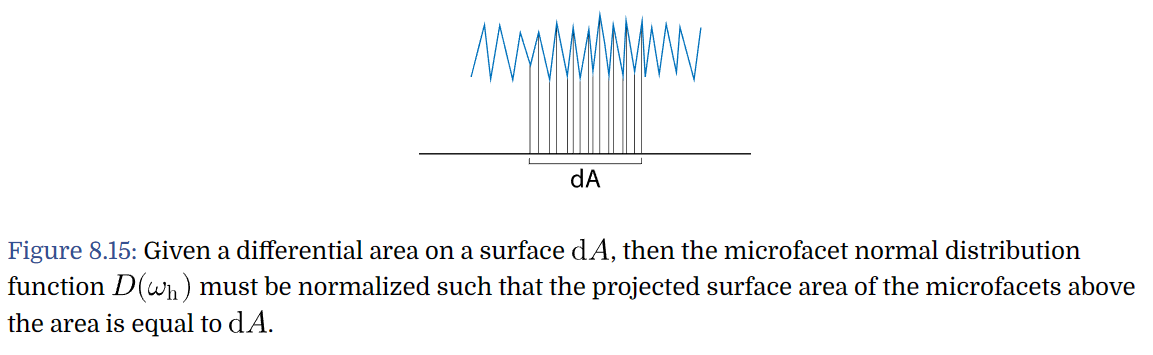 dA
Figure 8.15: Given a differential area on a surface dA, then the microfacet normal distribution
function D(ωh) must be normalized such that the projected surface area of the microfacets above
the area is equal to dA.